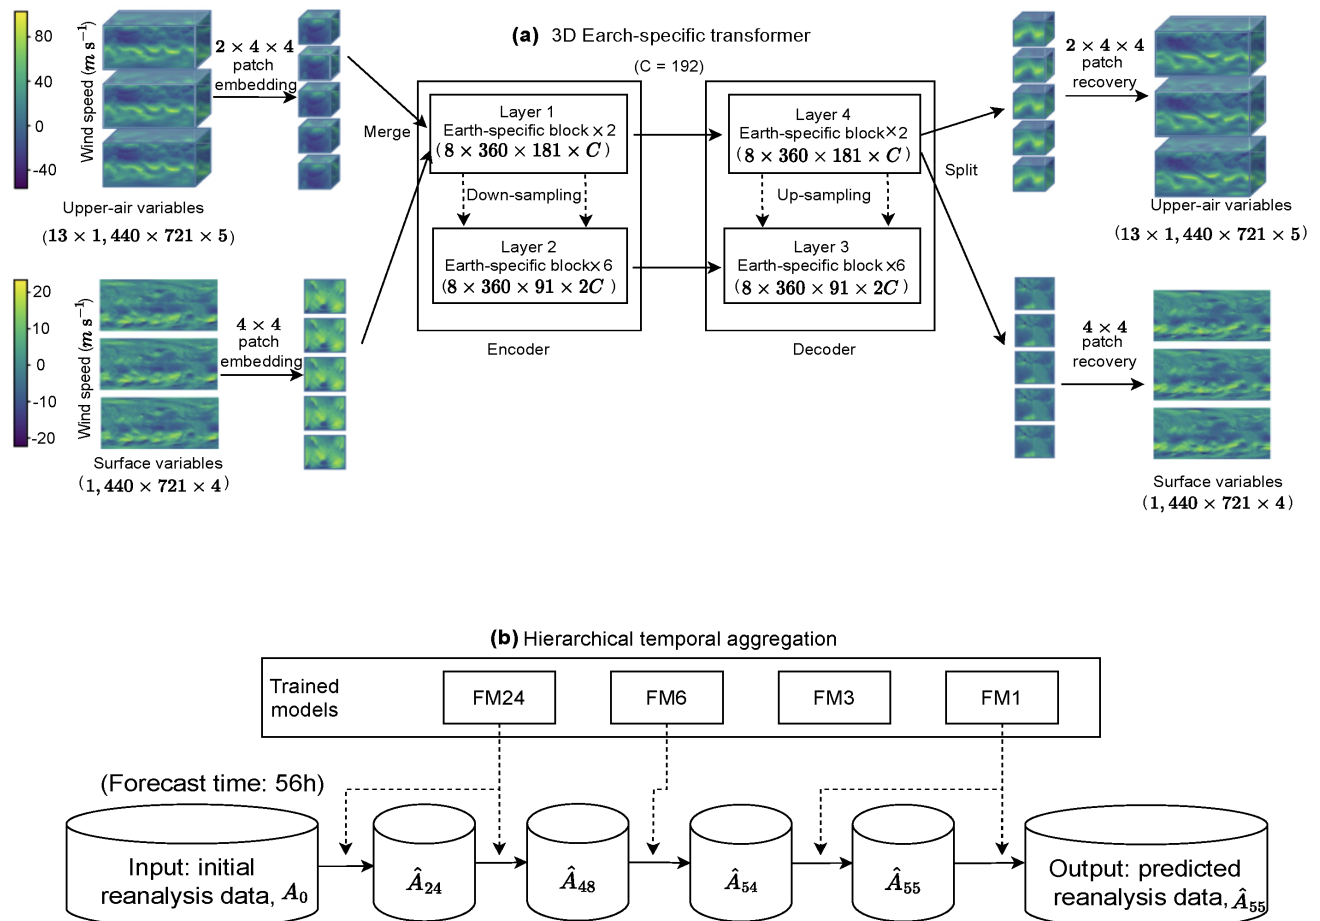 (a) 3D Earch-specific transformer
(C = 192)
80
40
0
-40
Wind speed (m s⁻¹)
2 × 4 × 4
patch
embedding
Upper-air variables
(13 × 1,440 × 721 × 5)
Merge
Layer 1
Earth-specific block ×2
(8 × 360 × 181 × C)
Down-sampling
Layer 2
Earth-specific block×6
(8 × 360 × 91 × 2C)
Encoder
Layer 4
Earth-specific block×2
(8 × 360 × 181 × C)
Up-sampling
Layer 3
Earth-specific block ×6
(8 × 360 × 91 × 2C)
Decoder
Split
2 × 4 × 4
patch
recovery
Upper-air variables
(13 × 1,440 × 721 × 5)
20
10
0
-10
-20
Wind speed (m s⁻¹)
4 × 4
patch
embedding
Surface variables
(1,440 × 721 × 4)
4 × 4
patch
recovery
Surface variables
(1,440 × 721 × 4)
(b) Hierarchical temporal aggregation
Trained
models
FM24
FM6
FM3
FM1
(Forecast time: 56h)
Input: initial
reanalysis data, A₀
Â₂₄
Â₄₈
Â₅₄
Â₅₅
Output: predicted
reanalysis data, Â₅₅